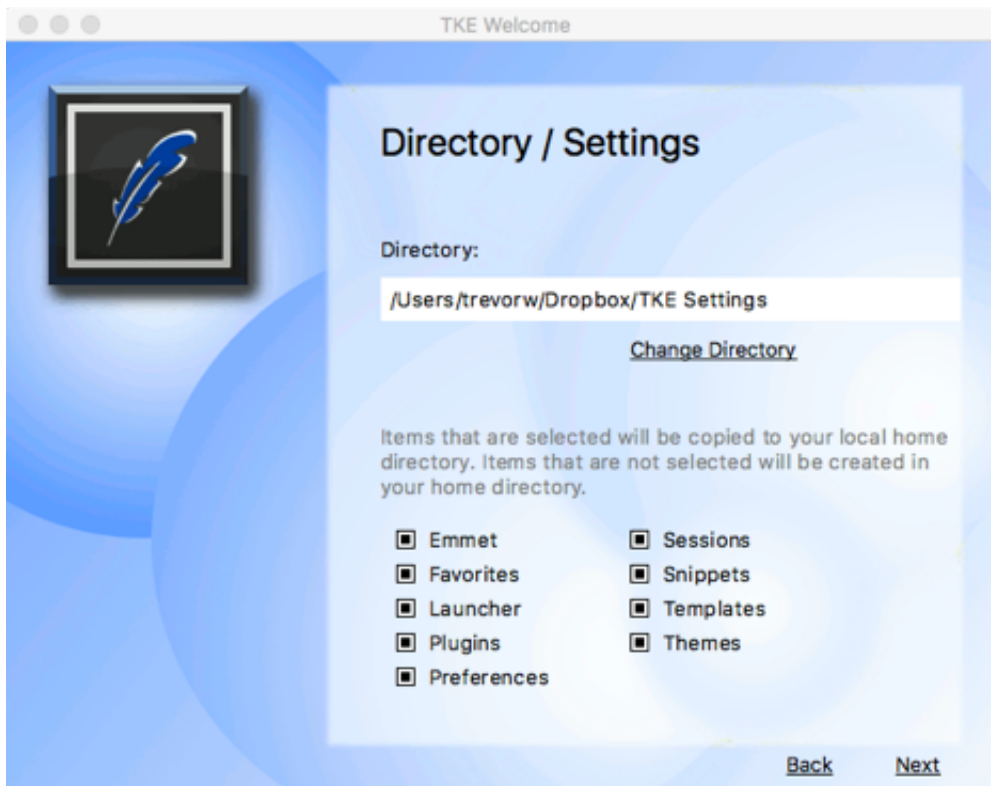 TKE Welcome
Directory / Settings
Directory:
/Users/trevorw/Dropbox/TKE Settings
Change Directory
Items that are selected will be copied to your local home
directory. Items that are not selected will be created in
your home directory.
Emmet
Favorites
Launcher
Plugins
Preferences
Sessions
Snippets
Templates
Themes
Back
Next